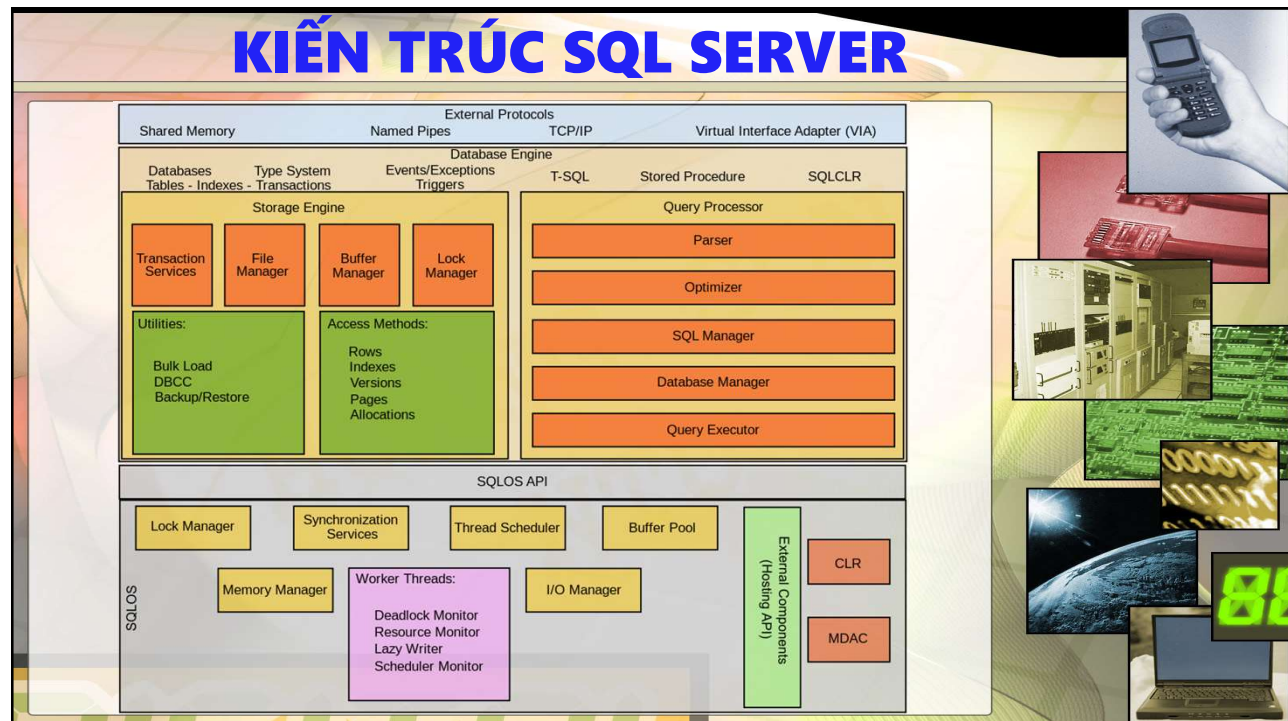 KIẾN TRÚC SQL SERVER
External Protocols
Shared Memory
Named Pipes
TCP/IP
Virtual Interface Adapter (VIA)
Database Engine
Databases
Type System
Tables - Indexes - Transactions
Events/Exceptions
Triggers
T-SQL
Stored Procedure
SQLCLR
Storage Engine
Transaction
Services
File
Manager
Buffer
Manager
Lock
Manager
Utilities:
Bulk Load
DBCC
Backup/Restore
Access Methods:
Rows
Indexes
Versions
Pages
Allocations
Query Processor
Parser
Optimizer
SQL Manager
Database Manager
Query Executor
SQLOS API
SQLOS
Lock Manager
Synchronization
Services
Thread Scheduler
Buffer Pool
Memory Manager
Worker Threads:
Deadlock Monitor
Resource Monitor
Lazy Writer
Scheduler Monitor
I/O Manager
External Components
(Hosting API)
CLR
MDAC